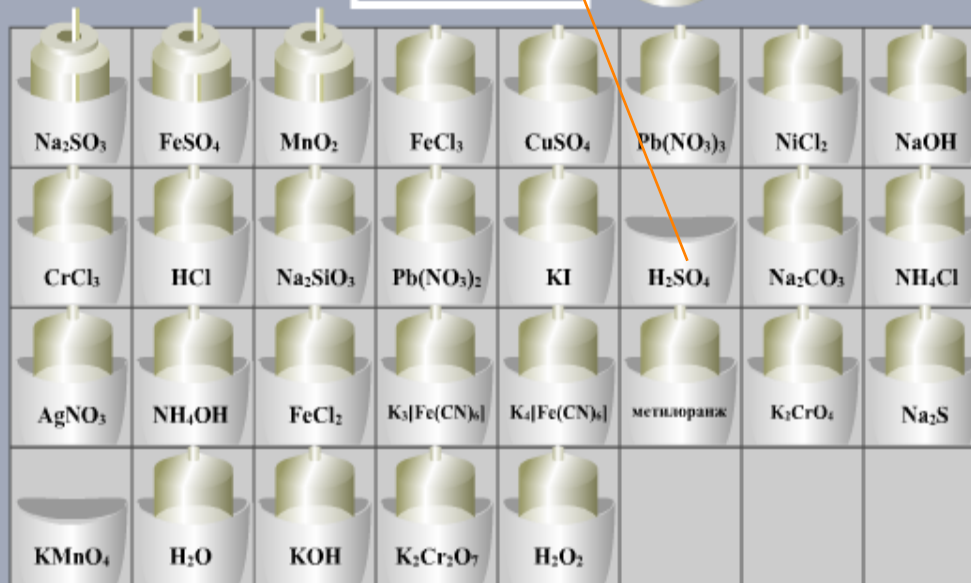 Na₂SO₃ FeSO₄ MnO₂ FeCl₃ CuSO₄ Pb(NO₃)₃ NiCl₂ NaOH
CrCl₃ HCl Na₂SiO₃ Pb(NO₃)₂ KI H₂SO₄ Na₂CO₃ NH₄Cl
AgNO₃ NH₄OH FeCl₂ K₃[Fe(CN)₆] K₄[Fe(CN)₆] метилоранж K₂CrO₄ Na₂S
KMnO₄ H₂O KOH K₂Cr₂O₇ H₂O₂